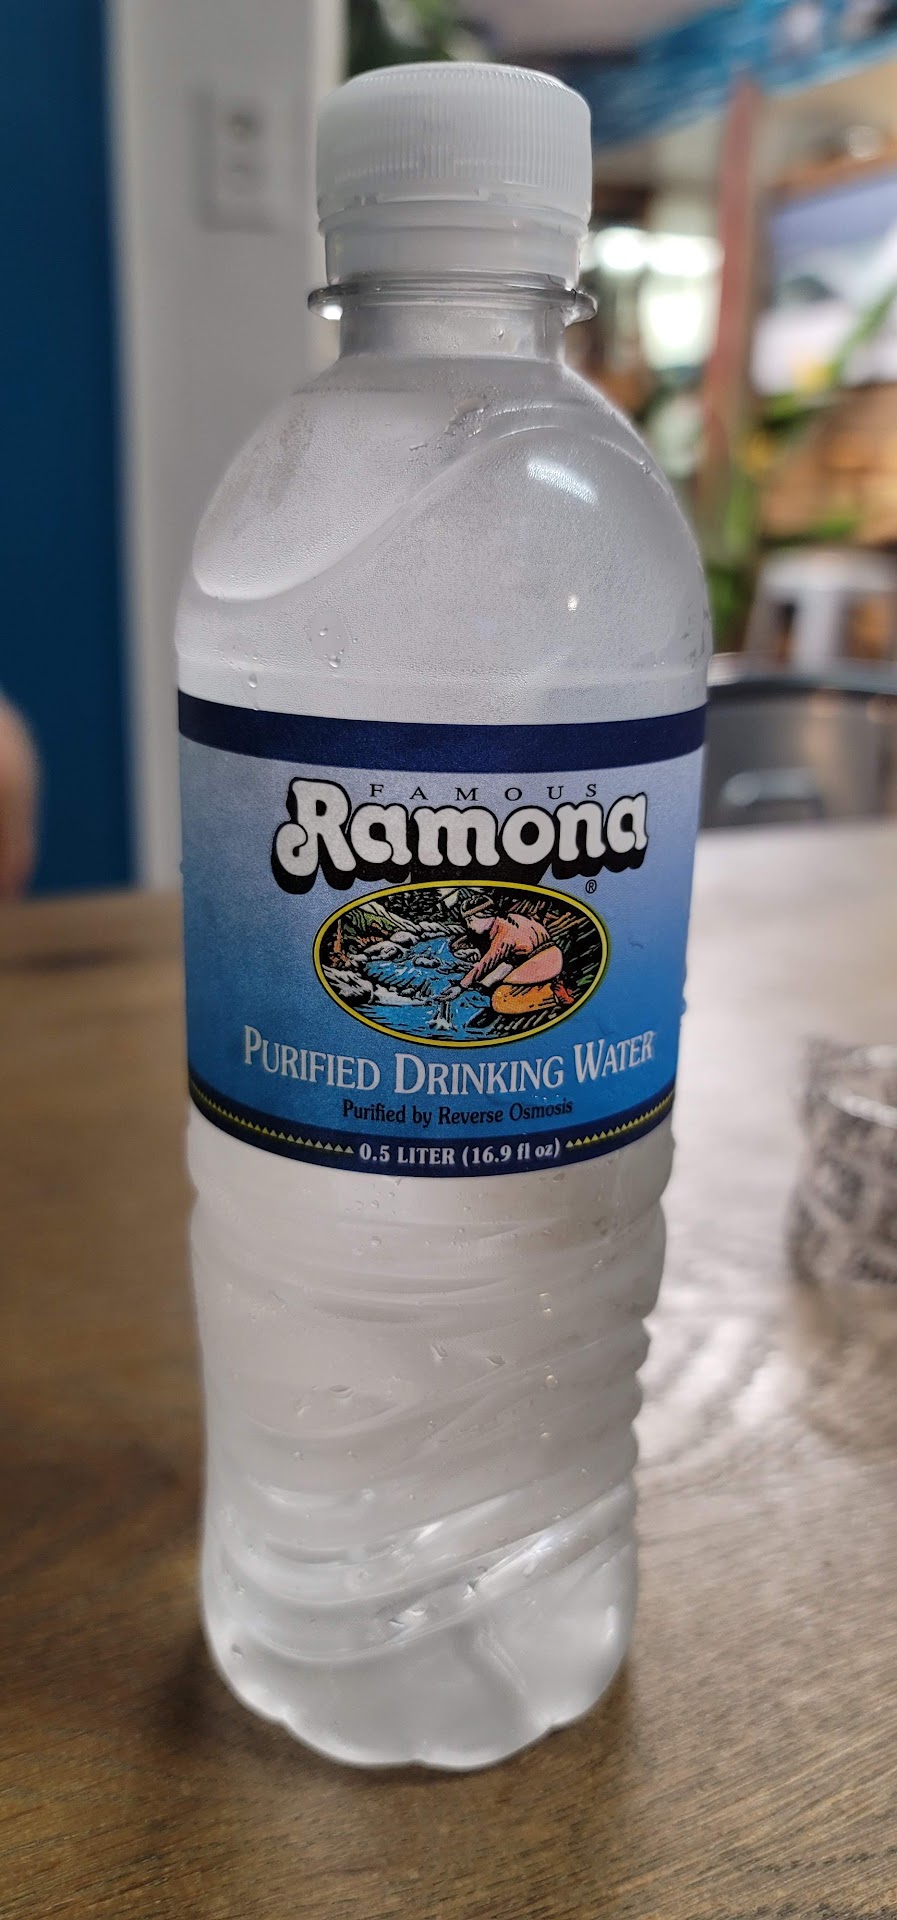 FAMOUS
Ramona
®
PURIFIED DRINKING WATER
Purified by Reverse Osmosis
0.5 LITER (16.9 fl oz)